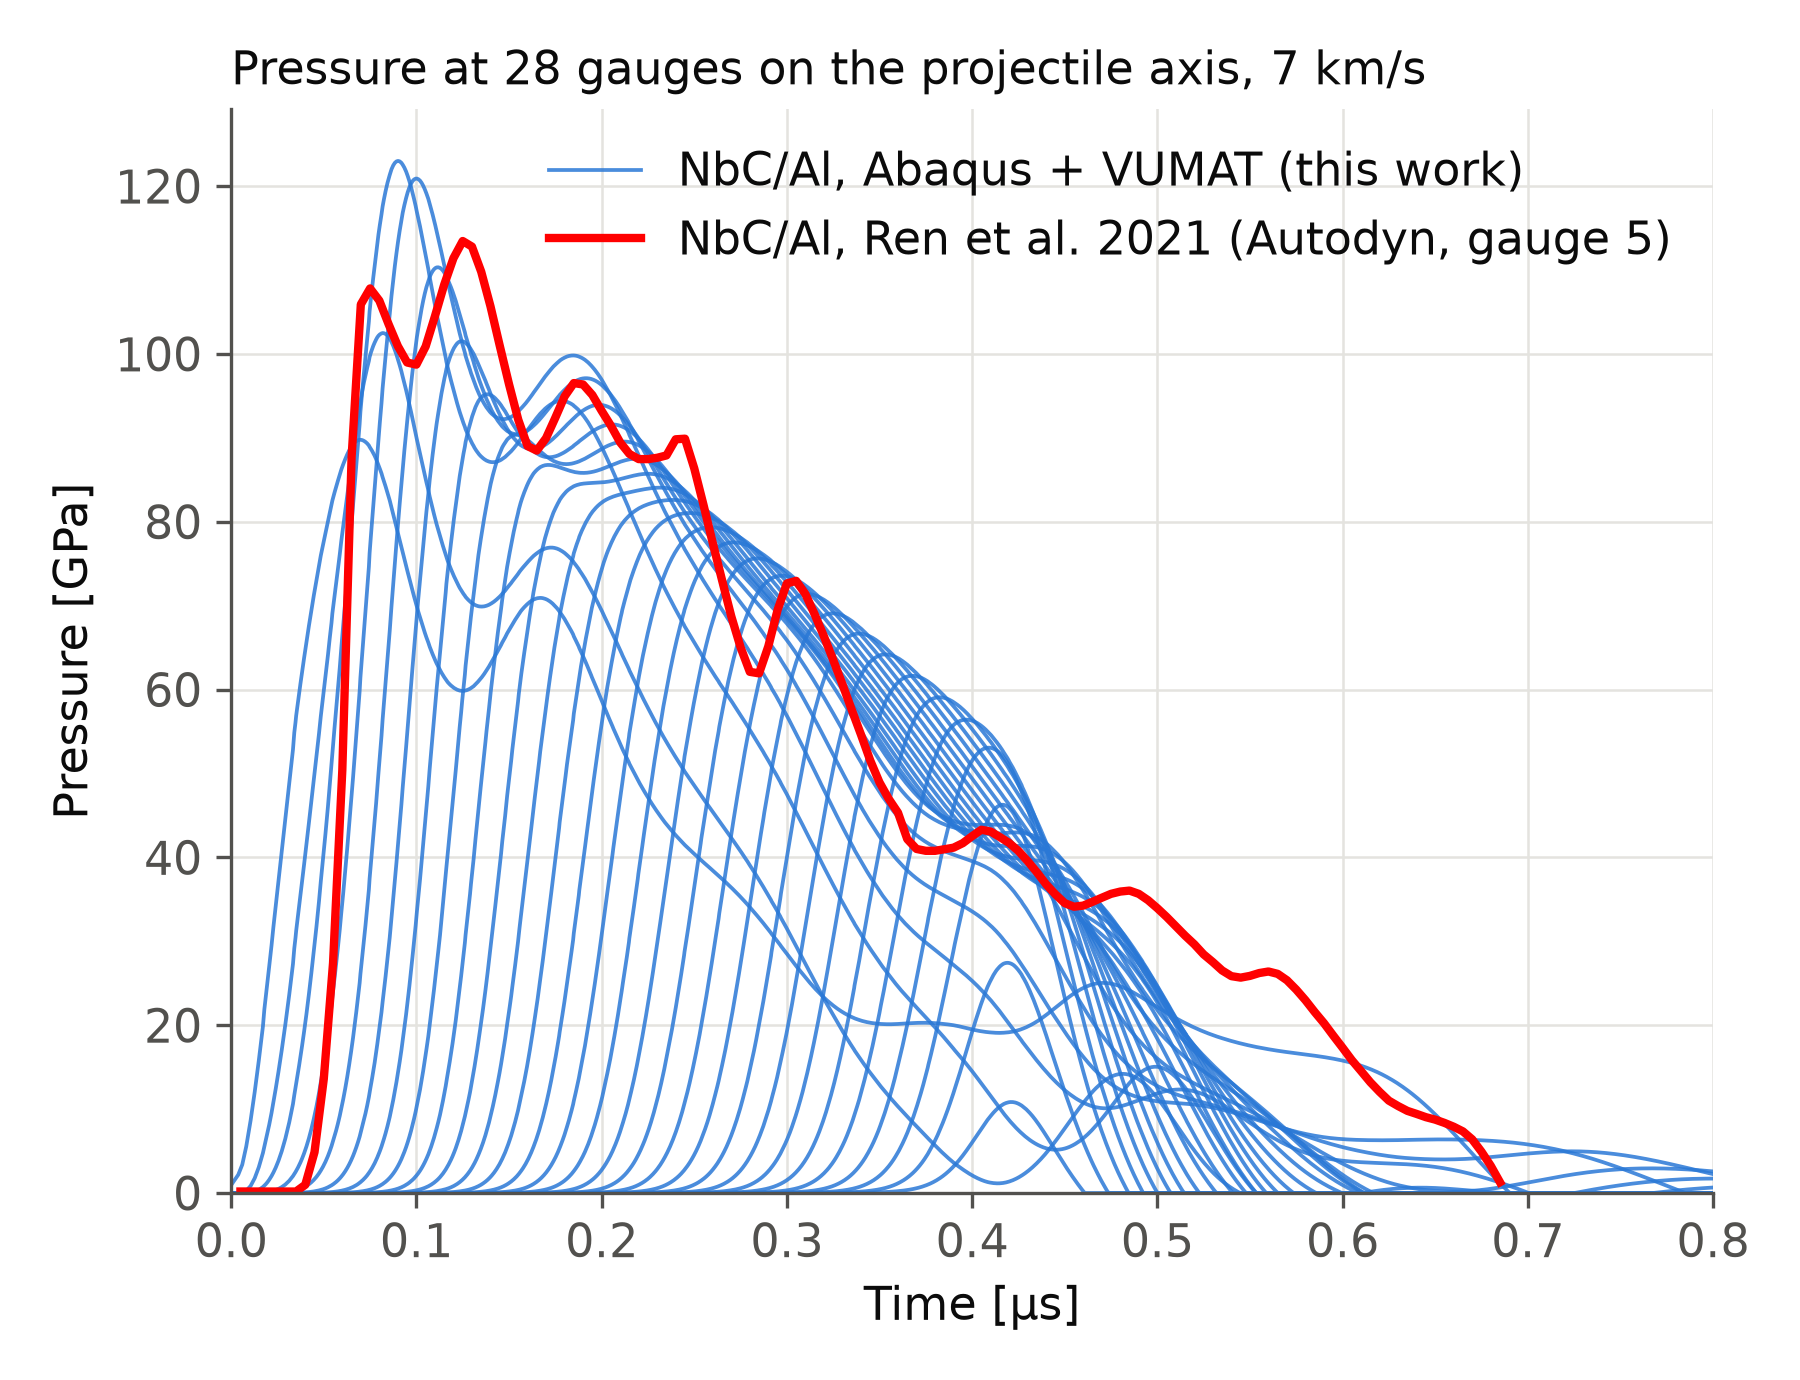 Pressure at 28 gauges on the projectile axis, 7 km/s
NbC/Al, Abaqus + VUMAT (this work)
NbC/Al, Ren et al. 2021 (Autodyn, gauge 5)
Pressure [GPa]
120
100
80
60
40
20
0
0.0 0.1 0.2 0.3 0.4 0.5 0.6 0.7 0.8
Time [µs]